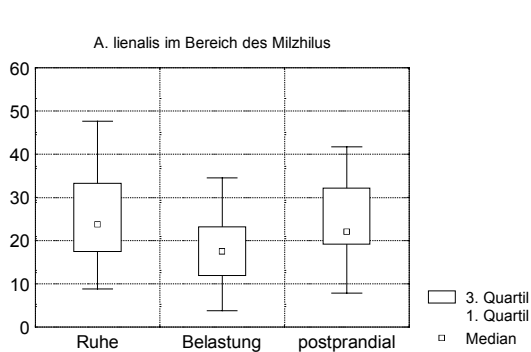 A. lienalis im Bereich des Milzhilus
60
50
40
30
20
10
0
Ruhe Belastung postprandial
3. Quartil
1. Quartil
Median